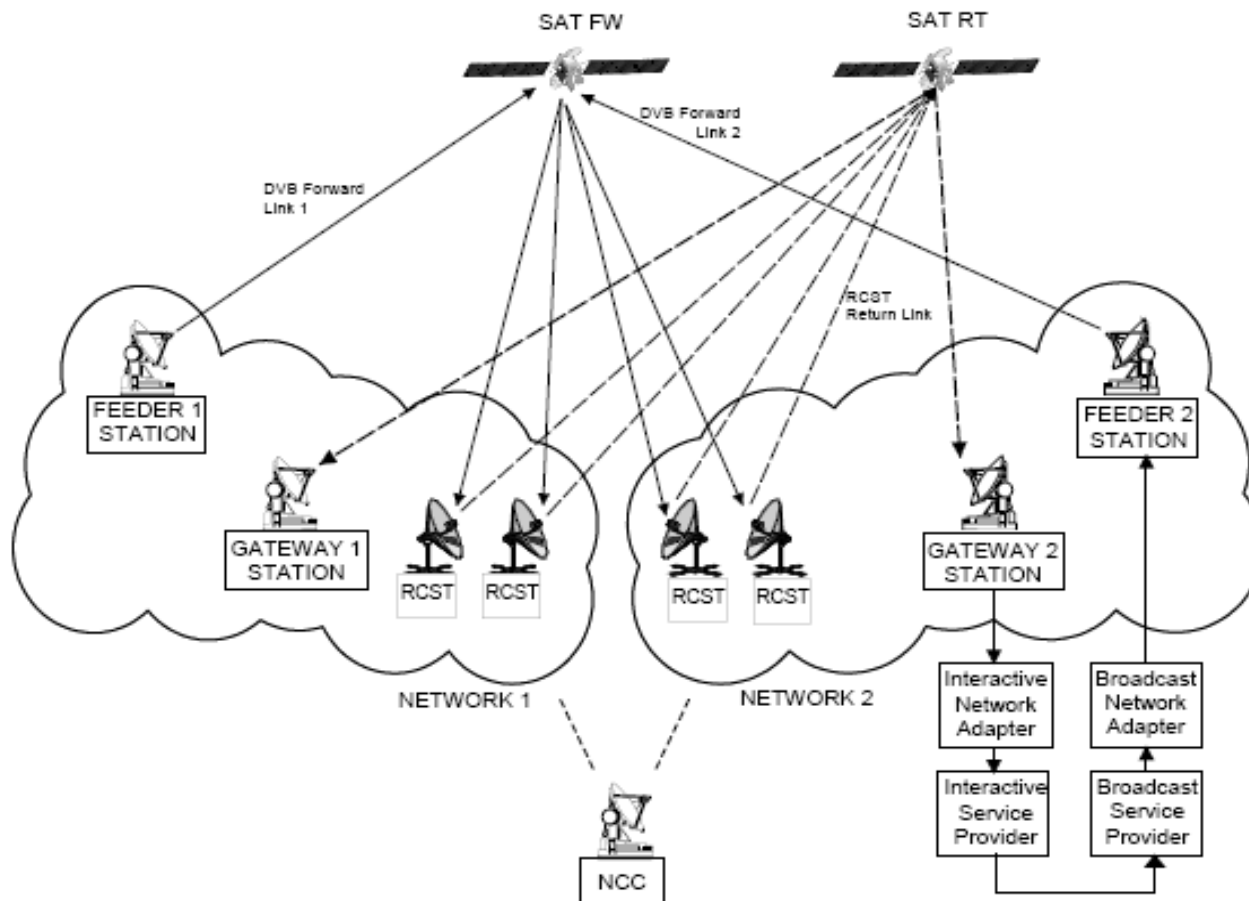 SAT FW
SAT RT
DVB Forward
Link 2
DVB Forward
Link 1
RCST
Return Link
FEEDER 1
STATION
FEEDER 2
STATION
GATEWAY 1
STATION
RCST
RCST
RCST
RCST
GATEWAY 2
STATION
NETWORK 1
NETWORK 2
Interactive
Network
Adapter
Broadcast
Network
Adapter
Interactive
Service
Provider
Broadcast
Service
Provider
NCC